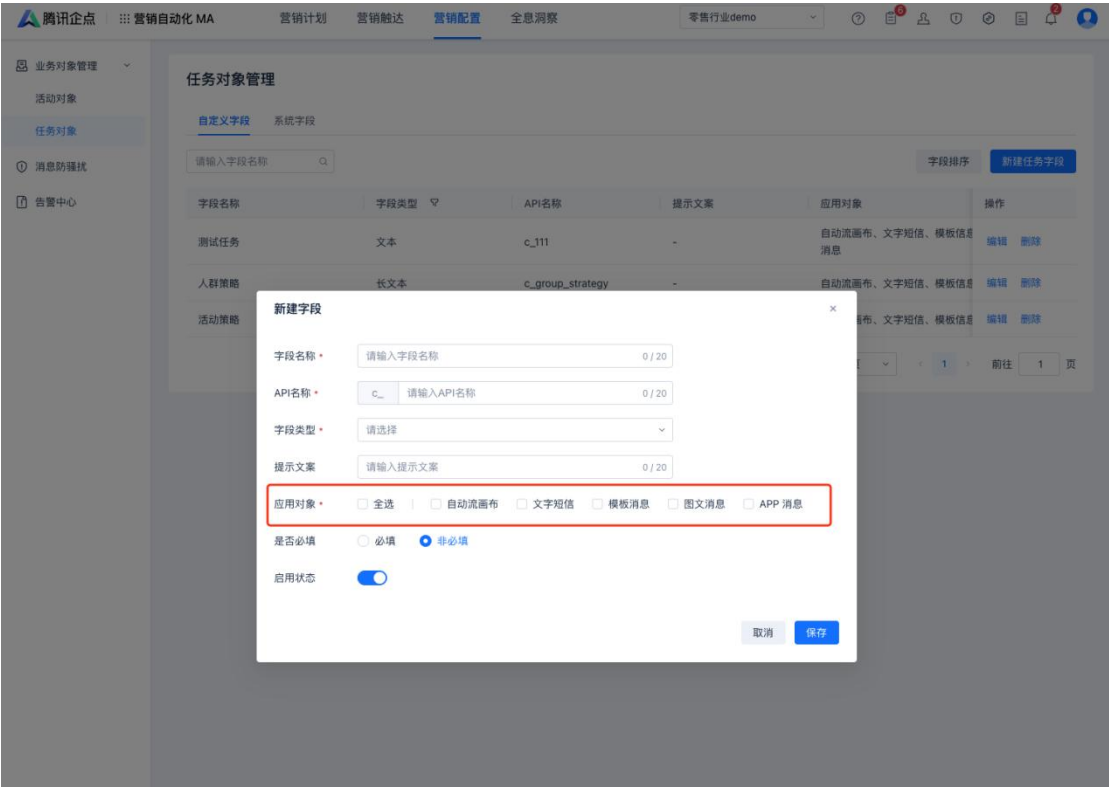 腾讯企点 营销自动化 MA 营销计划 营销触达 营销配置 全息洞察 零售行业demo 6 2
业务对象管理
活动对象
任务对象
消息防骚扰
告警中心
任务对象管理
自定义字段 系统字段
请输入字段名称 字段排序 新建任务字段
字段名称 字段类型 API名称 提示文案 应用对象 操作
测试任务 文本 c_111 - 自动流画布、文字短信、模板信息 编辑 删除
消息
人群策略 长文本 c_group_strategy - 自动流画布、文字短信、模板信息 编辑 删除
活动策略 画布、文字短信、模板信息 编辑 删除
1 前往 1 页
新建字段 ×
字段名称 • 请输入字段名称 0 / 20
API名称 • c_ 请输入API名称 0 / 20
字段类型 • 请选择
提示文案 请输入提示文案 0 / 20
应用对象 • 全选 自动流画布 文字短信 模板消息 图文消息 APP 消息
是否必填 必填 非必填
启用状态
取消 保存